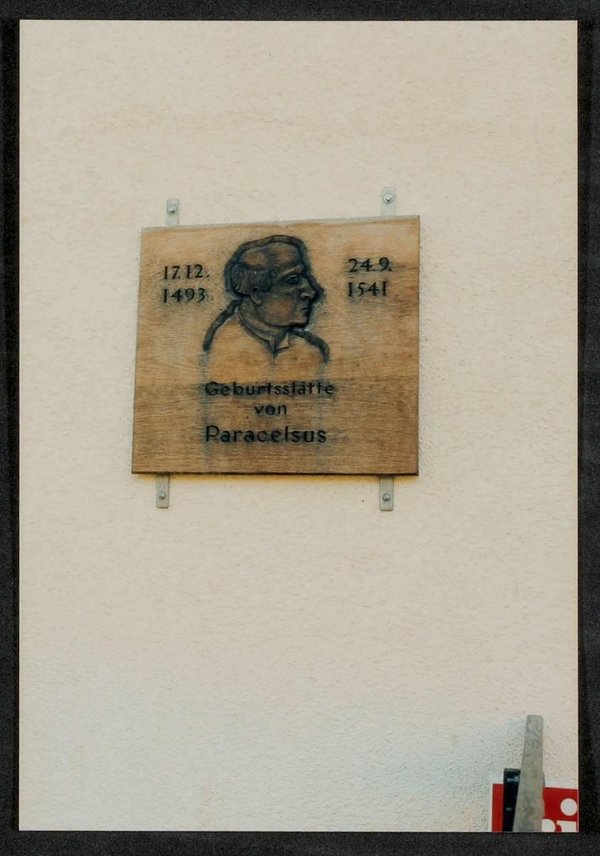 17.12.
1493
24.9.
1541
Geburtsstätte
von
Paracelsus